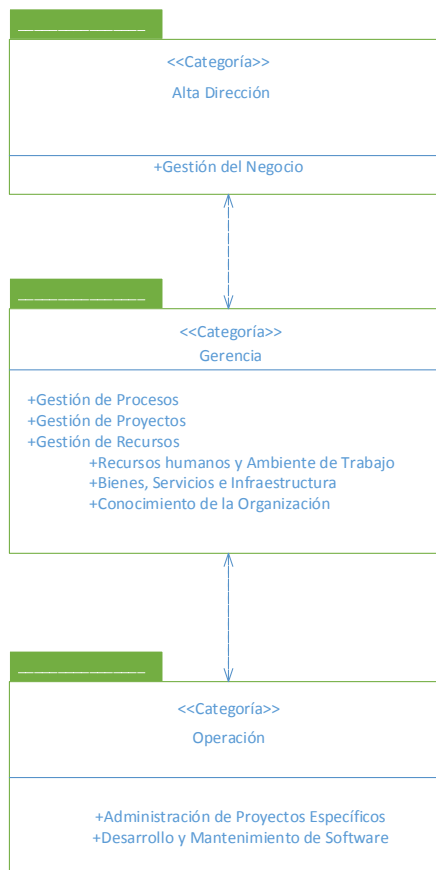 <<Categoría>>
Alta Dirección
+Gestión del Negocio
<<Categoría>>
Gerencia
+Gestión de Procesos
+Gestión de Proyectos
+Gestión de Recursos
+Recursos humanos y Ambiente de Trabajo
+Bienes, Servicios e Infraestructura
+Conocimiento de la Organización
<<Categoría>>
Operación
+Administración de Proyectos Específicos
+Desarrollo y Mantenimiento de Software